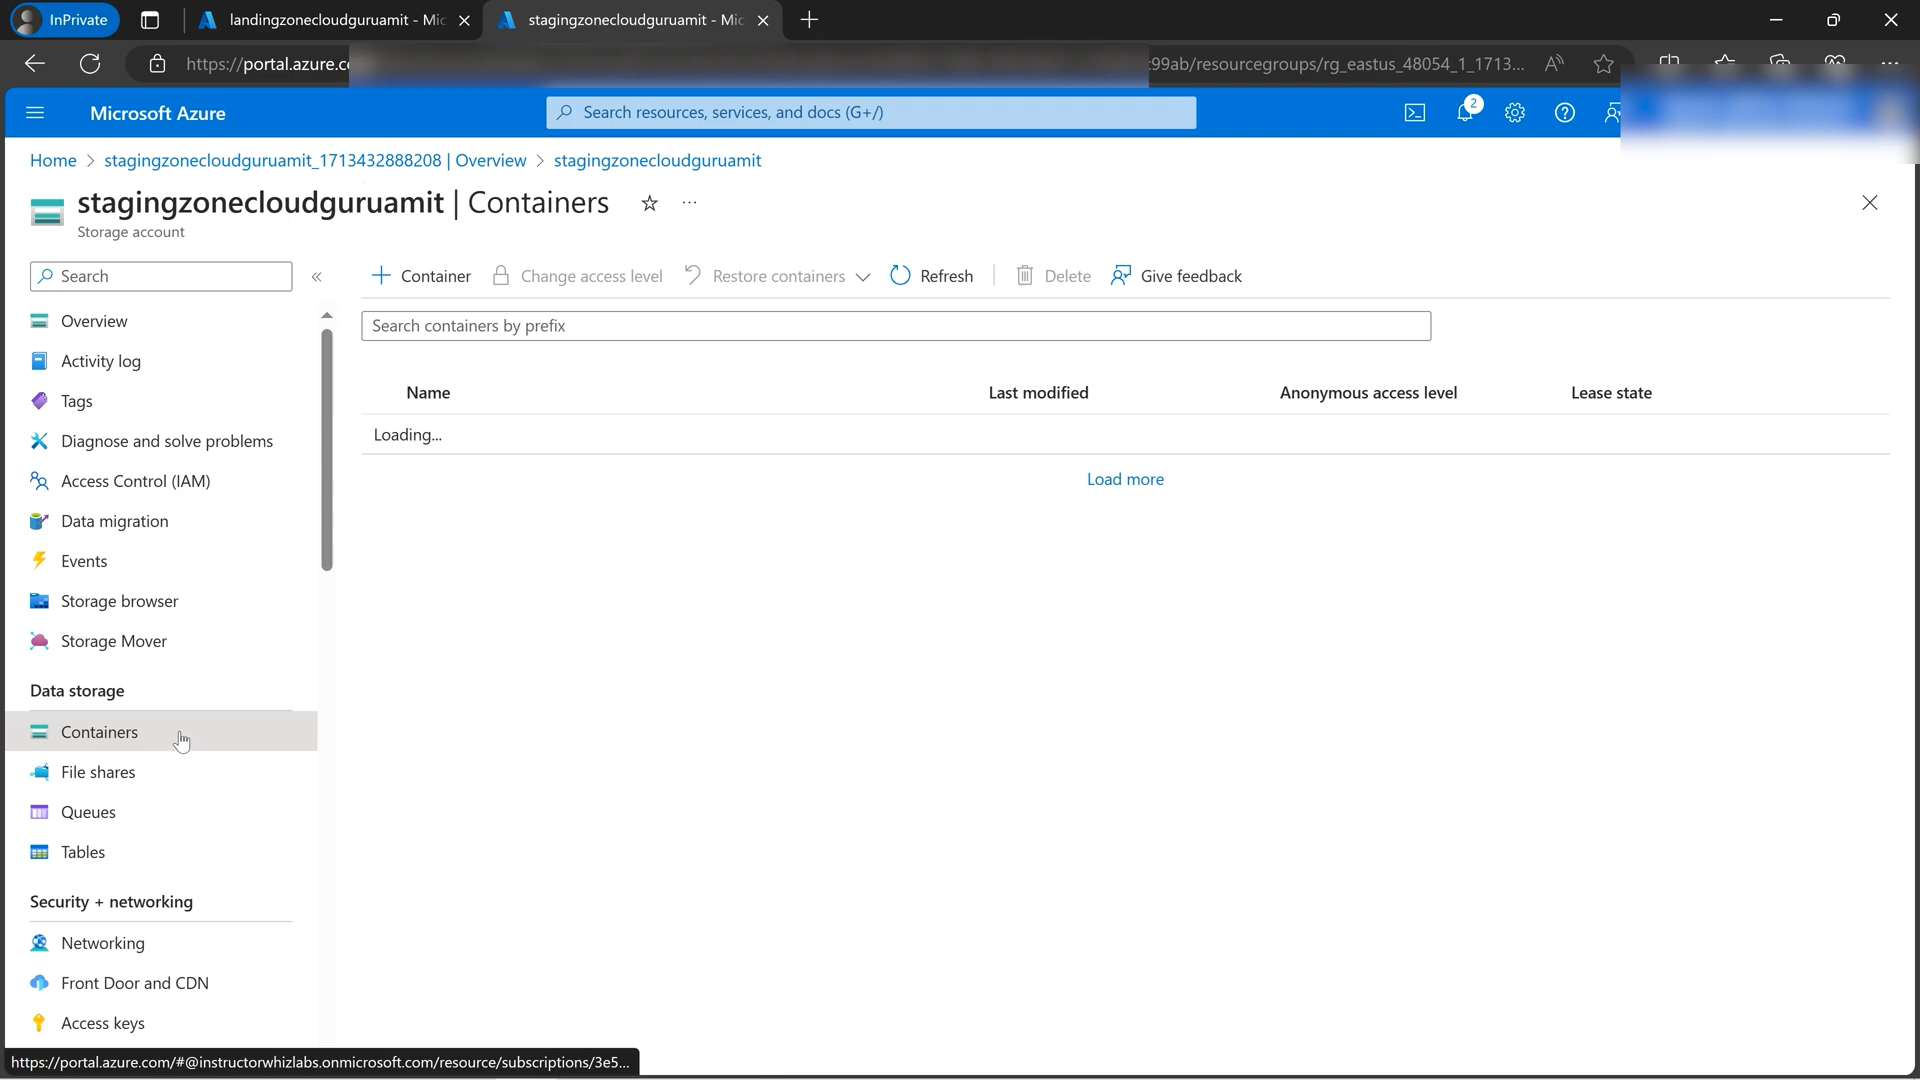 InPrivate
landingzonecloudguruamit - Mic
stagingzonecloudguruamit - Mic
https://portal.azure.c
99ab/resourcegroups/rg_eastus_48054_1_1713...
Microsoft Azure
Search resources, services, and docs (G+/)
2
Home > stagingzonecloudguruamit_1713432888208 | Overview > stagingzonecloudguruamit
stagingzonecloudguruamit | Containers
Storage account
Search
Container
Change access level
Restore containers
Refresh
Delete
Give feedback
Search containers by prefix
Name
Last modified
Anonymous access level
Lease state
Loading...
Load more
Overview
Activity log
Tags
Diagnose and solve problems
Access Control (IAM)
Data migration
Events
Storage browser
Storage Mover
Data storage
Containers
File shares
Queues
Tables
Security + networking
Networking
Front Door and CDN
Access keys
https://portal.azure.com/#@instructorwhizlabs.onmicrosoft.com/resource/subscriptions/3e5...